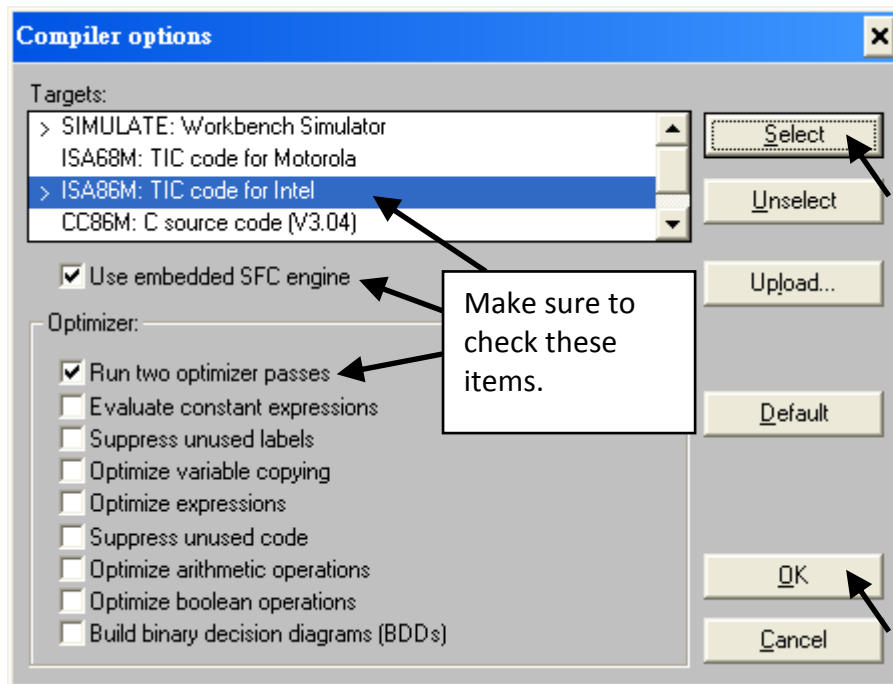 Compiler options
Targets:
> SIMULATE: Workbench Simulator
ISA68M: TIC code for Motorola
> ISA86M: TIC code for Intel
CC86M: C source code (V3.04)
Select
Unselect
Upload...
Use embedded SFC engine
Make sure to
check these
items.
Optimizer:
Run two optimizer passes
Evaluate constant expressions
Suppress unused labels
Optimize variable copying
Optimize expressions
Suppress unused code
Optimize arithmetic operations
Optimize boolean operations
Build binary decision diagrams (BDDs)
Default
OK
Cancel